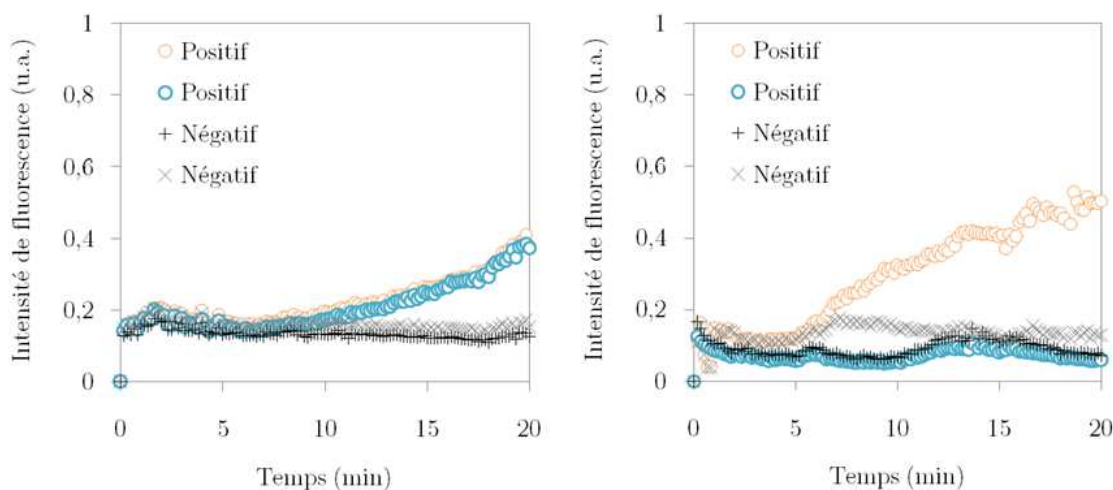 Intensité de fluorescence (u.a.)
1
0,8
0,6
0,4
0,2
0
Positif
Positif
Négatif
Négatif
0 5 10 15 20
Temps (min)
Intensité de fluorescence (u.a.)
1
0,8
0,6
0,4
0,2
0
Positif
Positif
Négatif
Négatif
0 5 10 15 20
Temps (min)